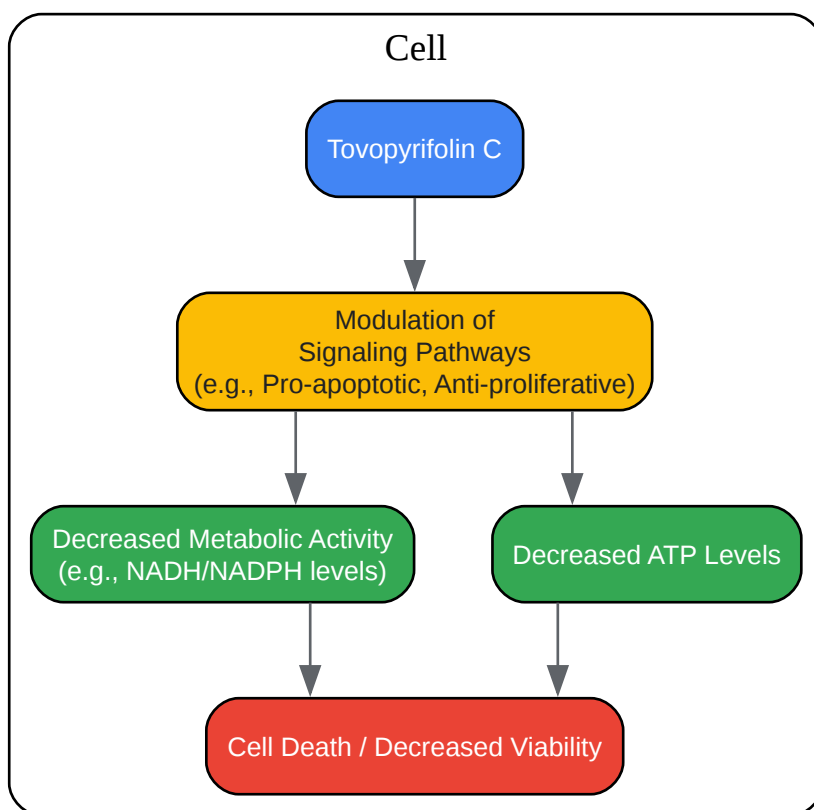 Cell
Tovopyrifolin C
Modulation of
Signaling Pathways
(e.g., Pro-apoptotic, Anti-proliferative)
Decreased Metabolic Activity
(e.g., NADH/NADPH levels)
Decreased ATP Levels
Cell Death / Decreased Viability